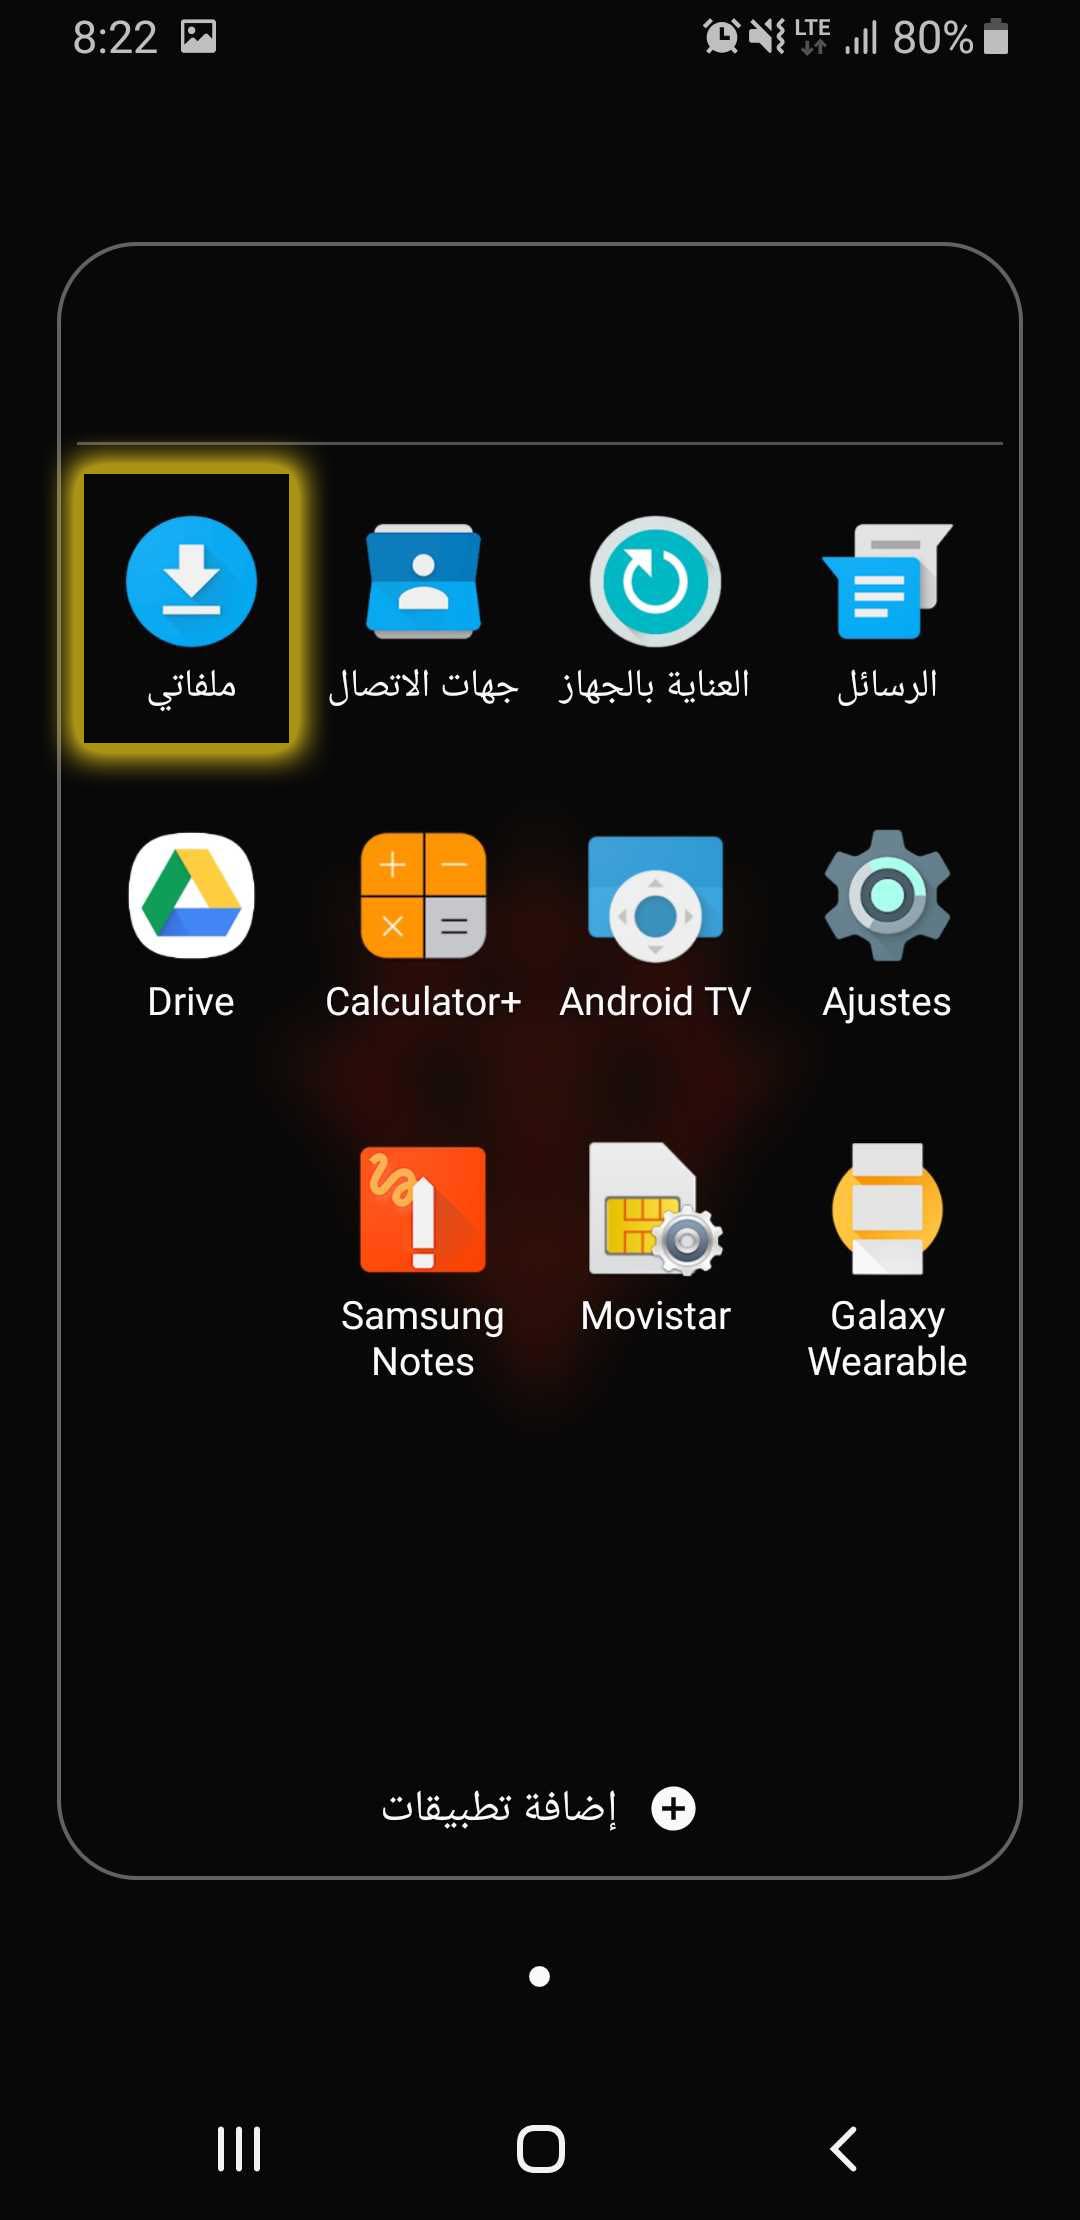 8:22
LTE
80%
الرسائل
العناية بالجهاز
جهات الاتصال
ملفاتي
Ajustes
Android TV
Calculator+
Drive
Galaxy
Wearable
Movistar
Samsung
Notes
إضافة تطبيقات